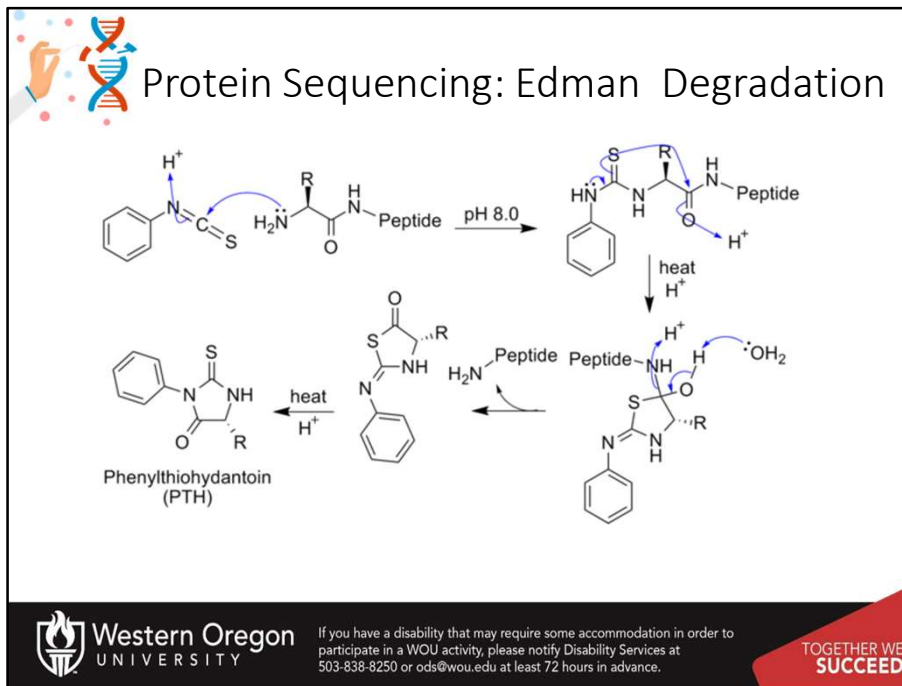 Protein Sequencing: Edman  Degradation
H+
N
C
S
R
H2N
O
H
N
Peptide
pH 8.0
S
R
HN
N
H
O
H
N
Peptide
H+
heat
H+
H+
Peptide
NH
H
:OH2
O
S
R
N
N
H
H2N
Peptide
O
S
R
NH
N
heat
H+
S
N
NH
O
R
Phenylthiohydantoin
(PTH)
Western Oregon
UNIVERSITY
If you have a disability that may require some accommodation in order to
participate in a WOU activity, please notify Disability Services at
503-838-8250 or ods@wou.edu at least 72 hours in advance.
TOGETHER WE
SUCCEED